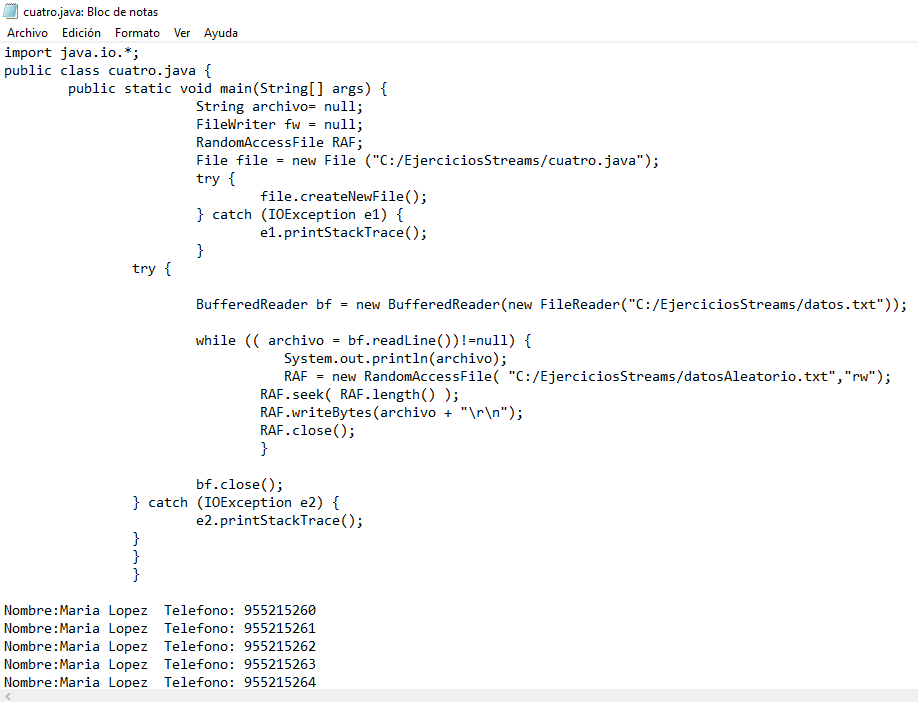 cuatro.java: Bloc de notas
Archivo Edición Formato Ver Ayuda
import java.io.*;
public class cuatro.java {
        public static void main(String[] args) {
                        String archivo= null;
                        FileWriter fw = null;
                        RandomAccessFile RAF;
                        File file = new File ("C:/EjerciciosStreams/cuatro.java");
                        try {
                                file.createNewFile();
                        } catch (IOException e1) {
                                e1.printStackTrace();
                        }
                try {
                        BufferedReader bf = new BufferedReader(new FileReader("C:/EjerciciosStreams/datos.txt"));
                        while (( archivo = bf.readLine())!=null) {
                                   System.out.println(archivo);
                                   RAF = new RandomAccessFile( "C:/EjerciciosStreams/datosAleatorio.txt","rw");
                                RAF.seek( RAF.length() );
                                RAF.writeBytes(archivo + "\r\n");
                                RAF.close();
                                }
                        bf.close();
                } catch (IOException e2) {
                        e2.printStackTrace();
                }
                }
                }
Nombre:Maria Lopez  Telefono: 955215260
Nombre:Maria Lopez  Telefono: 955215261
Nombre:Maria Lopez  Telefono: 955215262
Nombre:Maria Lopez  Telefono: 955215263
Nombre:Maria Lopez  Telefono: 955215264